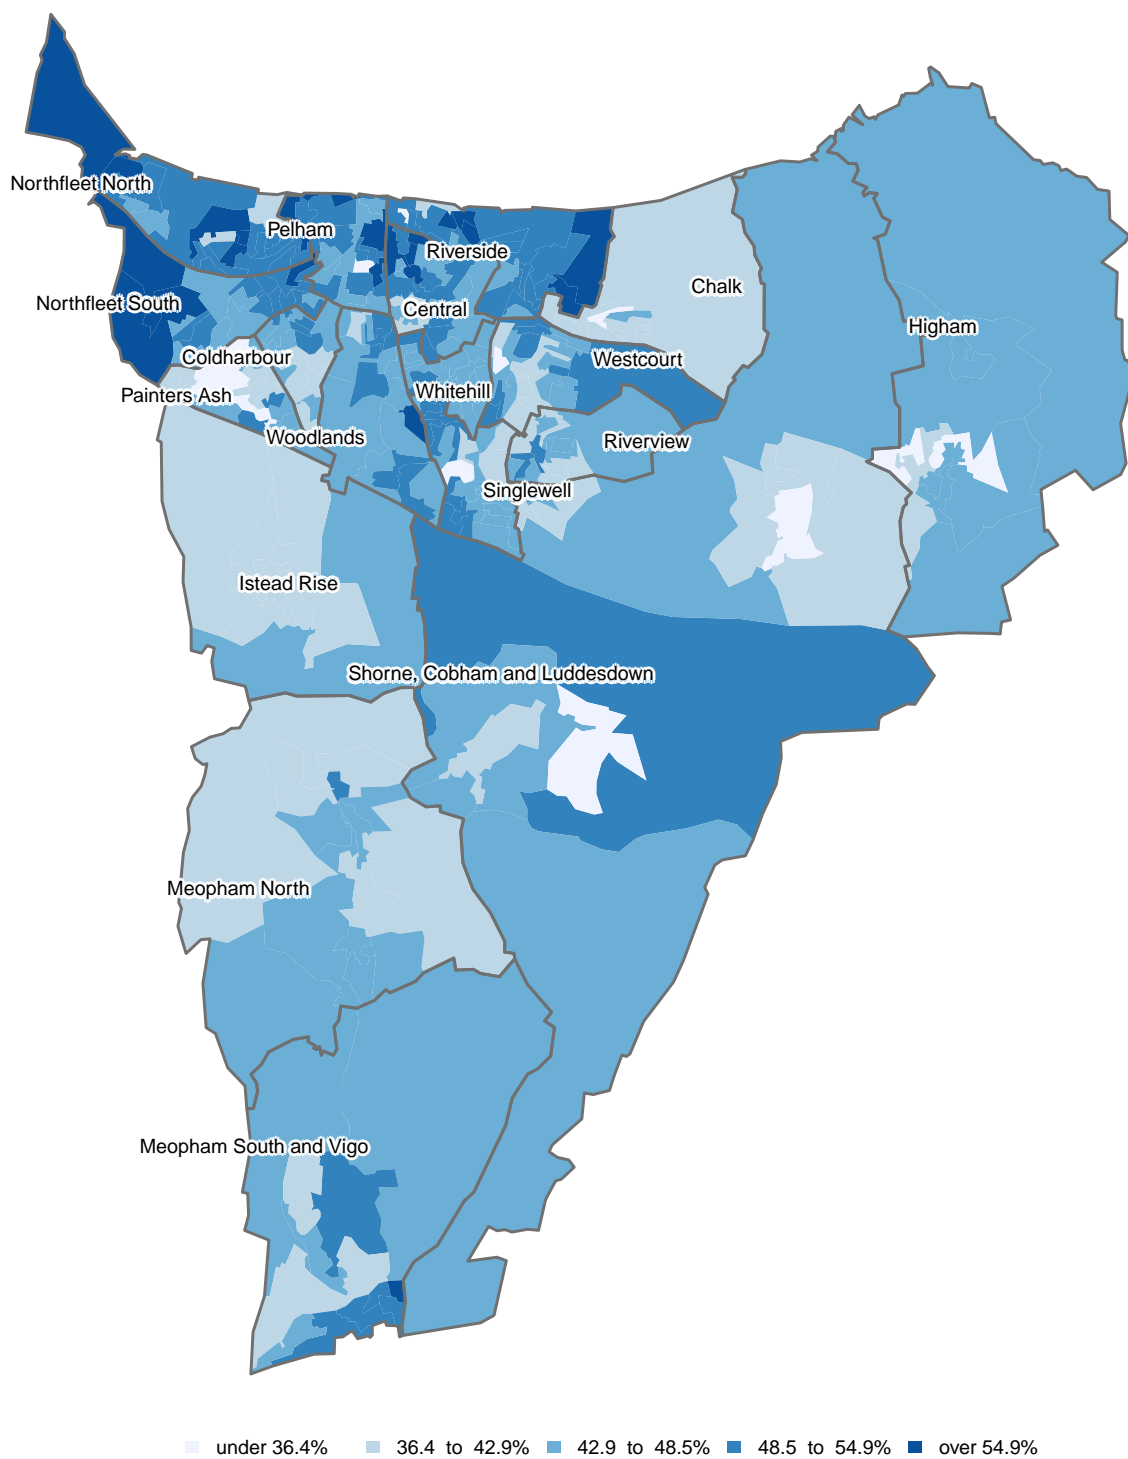 Northfleet North
Pelham
Riverside
Northfleet South
Central
Chalk
Higham
Coldharbour
Westcourt
Painters Ash
Whitehill
Woodlands
Riverview
Singlewell
Istead Rise
Shorne, Cobham and Luddesdown
Meopham North
Meopham South and Vigo
under 36.4%
36.4 to 42.9%
42.9 to 48.5%
48.5 to 54.9%
over 54.9%